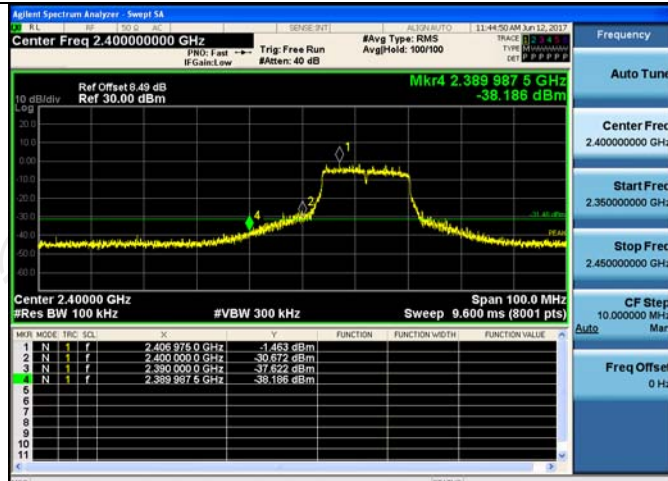 Agilent Spectrum Analyzer - Swept SA
RL RF 50 Ω AC SENSE:INT ALIGN AUTO 11:44:50 AM Jun 12, 2017
Center Freq 2.400000000 GHz #Avg Type: RMS TRACE 1 2 3 4 5 6
PNO: Fast Trig: Free Run Avg|Hold: 100/100 TYPE
IFGain:Low #Atten: 40 dB DET P P P P P P
Mkr4 2.389 987 5 GHz
-38.186 dBm
Ref Offset 8.49 dB
10 dB/div Ref 30.00 dBm
Log
20.0
10.0
0.00
-10.0
-20.0
-30.0
-40.0
-50.0
-60.0
1
2
4
PEAK
Center 2.40000 GHz Span 100.0 MHz
#Res BW 100 kHz #VBW 300 kHz Sweep 9.600 ms (8001 pts)
MKR MODE TRC SCL X Y FUNCTION FUNCTION WIDTH FUNCTION VALUE
1 N 1 f 2.406 975 0 GHz -1.463 dBm
2 N 1 f 2.400 000 0 GHz -30.672 dBm
3 N 1 f 2.390 000 0 GHz -37.622 dBm
4 N 1 f 2.389 987 5 GHz -38.186 dBm
5
6
7
8
9
10
11
Frequency
Auto Tune
Center Freq
2.400000000 GHz
Start Freq
2.350000000 GHz
Stop Freq
2.450000000 GHz
CF Step
10.000000 MHz
Auto Man
Freq Offset
0 Hz